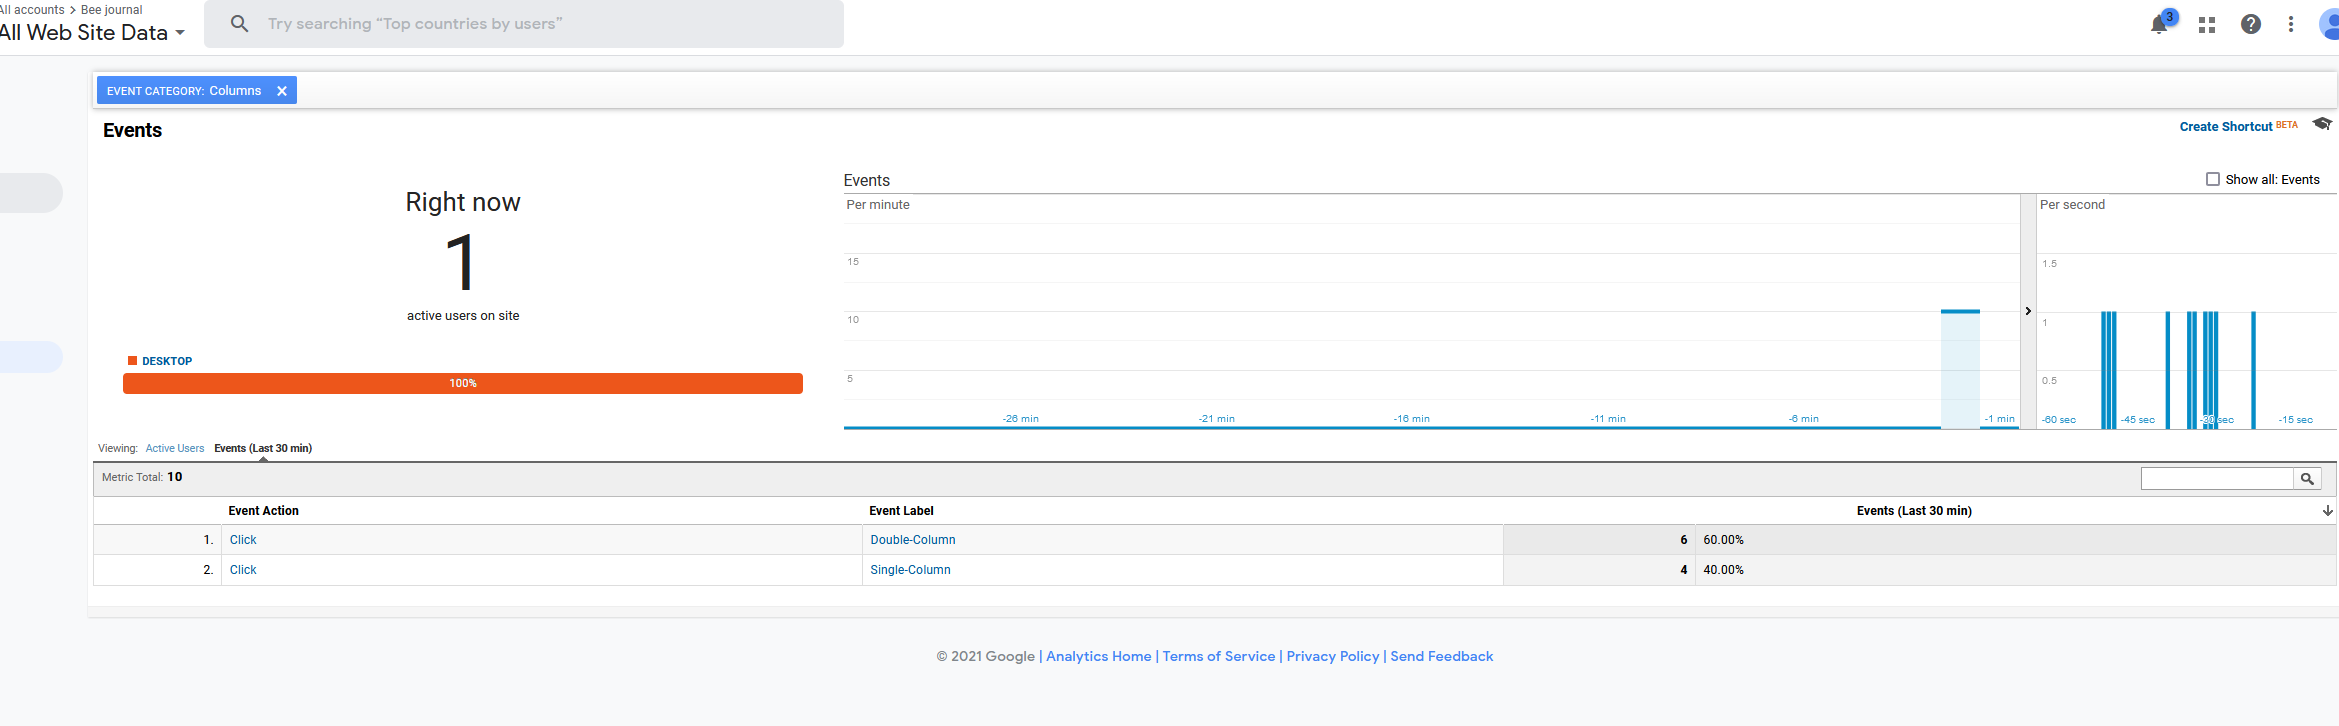 All accounts > Bee journal
All Web Site Data
Try searching “Top countries by users”
3
EVENT CATEGORY: Columns X
Events
Create Shortcut BETA
Right now
1
active users on site
DESKTOP
100%
Events
Show all: Events
Per minute
15
10
5
-26 min -21 min -16 min -11 min -6 min -1 min
Per second
1.5
1
0.5
-60 sec -45 sec -30 sec -15 sec
Viewing: Active Users Events (Last 30 min)
Metric Total: 10
Event Action Event Label Events (Last 30 min)
1. Click Double-Column 6 60.00%
2. Click Single-Column 4 40.00%
© 2021 Google | Analytics Home | Terms of Service | Privacy Policy | Send Feedback